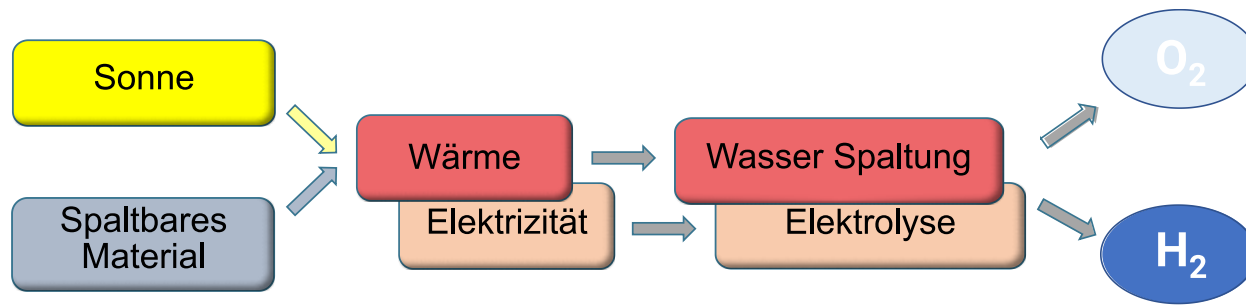 Sonne
Spaltbares
Material
Wärme
Elektrizität
Wasser Spaltung
Elektrolyse
O₂
H₂